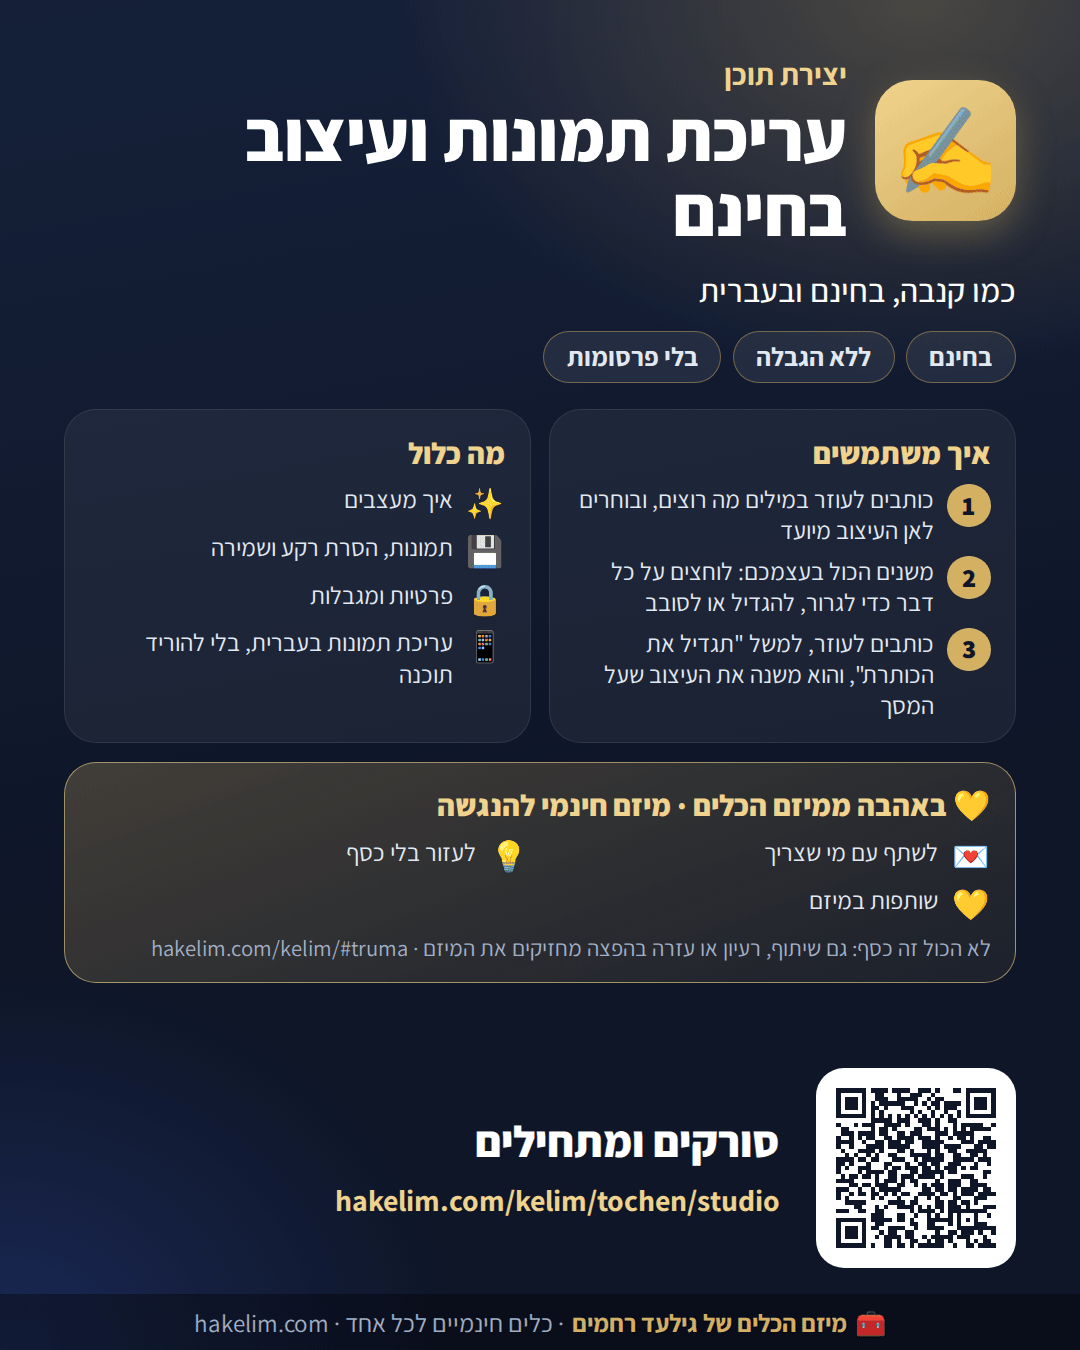 יצירת תוכן
עריכת תמונות ועיצוב
בחינם
כמו קנבה, בחינם ובעברית
בחינם
ללא הגבלה
בלי פרסומות
איך משתמשים
1
כותבים לעוזר במילים מה רוצים, ובוחרים
לאן העיצוב מיועד
2
משנים הכול בעצמכם: לוחצים על כל
דבר כדי לגרור, להגדיל או לסובב
3
כותבים לעוזר, למשל "תגדיל את
הכותרת", והוא משנה את העיצוב שעל
המסך
מה כלול
איך מעצבים
תמונות, הסרת רקע ושמירה
פרטיות ומגבלות
עריכת תמונות בעברית, בלי להוריד
תוכנה
באהבה ממיזם הכלים · מיזם חינמי להנגשה
לשתף עם מי שצריך
לעזור בלי כסף
שותפות במיזם
לא הכול זה כסף: גם שיתוף, רעיון או עזרה בהפצה מחזיקים את המיזם · hakelim.com/kelim/#truma
סורקים ומתחילים
hakelim.com/kelim/tochen/studio
מיזם הכלים של גילעד רחמים · כלים חינמיים לכל אחד · hakelim.com